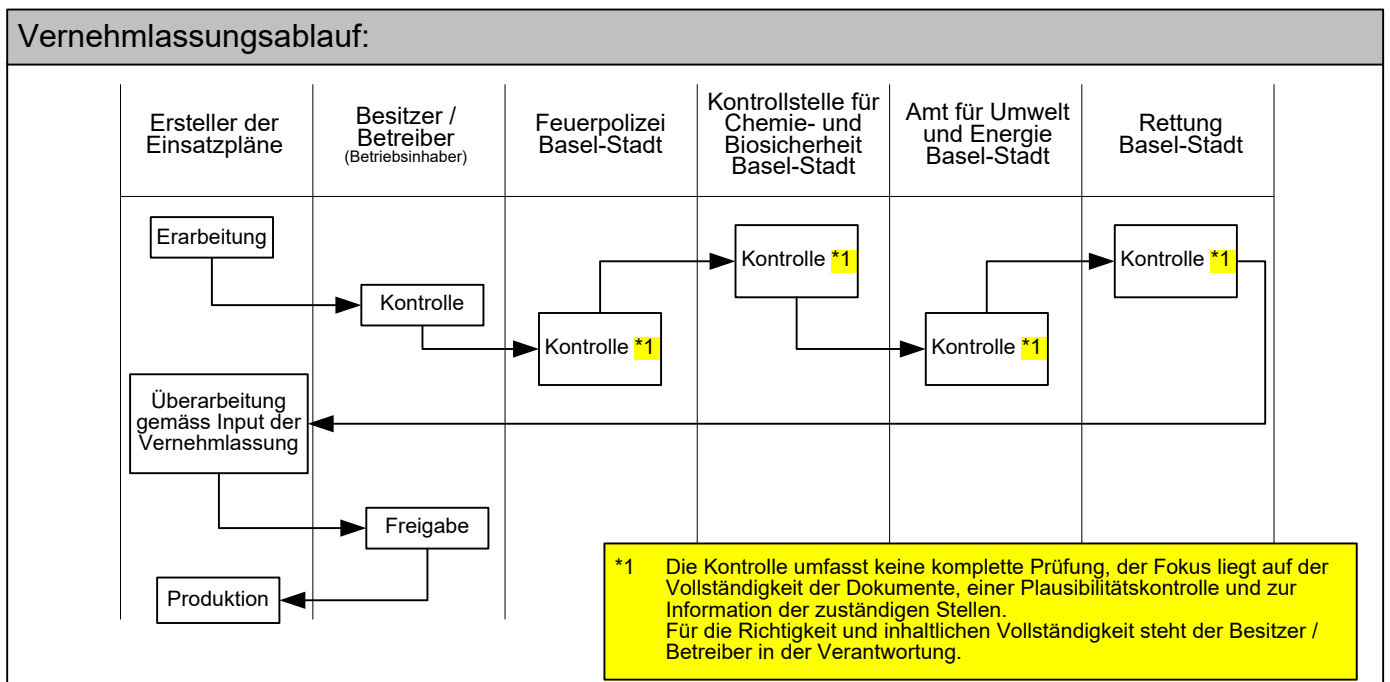 Vernehmlassungsablauf:
Ersteller der
Einsatzpläne
Besitzer /
Betreiber
(Betriebsinhaber)
Feuerpolizei
Basel-Stadt
Kontrollstelle für
Chemie- und
Biosicherheit
Basel-Stadt
Amt für Umwelt
und Energie
Basel-Stadt
Rettung
Basel-Stadt
Erarbeitung
Kontrolle
Kontrolle *1
Kontrolle *1
Kontrolle *1
Kontrolle *1
Überarbeitung
gemäss Input der
Vernehmlassung
Freigabe
Produktion
*1 Die Kontrolle umfasst keine komplette Prüfung, der Fokus liegt auf der
Vollständigkeit der Dokumente, einer Plausibilitätskontrolle und zur
Information der zuständigen Stellen.
Für die Richtigkeit und inhaltlichen Vollständigkeit steht der Besitzer /
Betreiber in der Verantwortung.